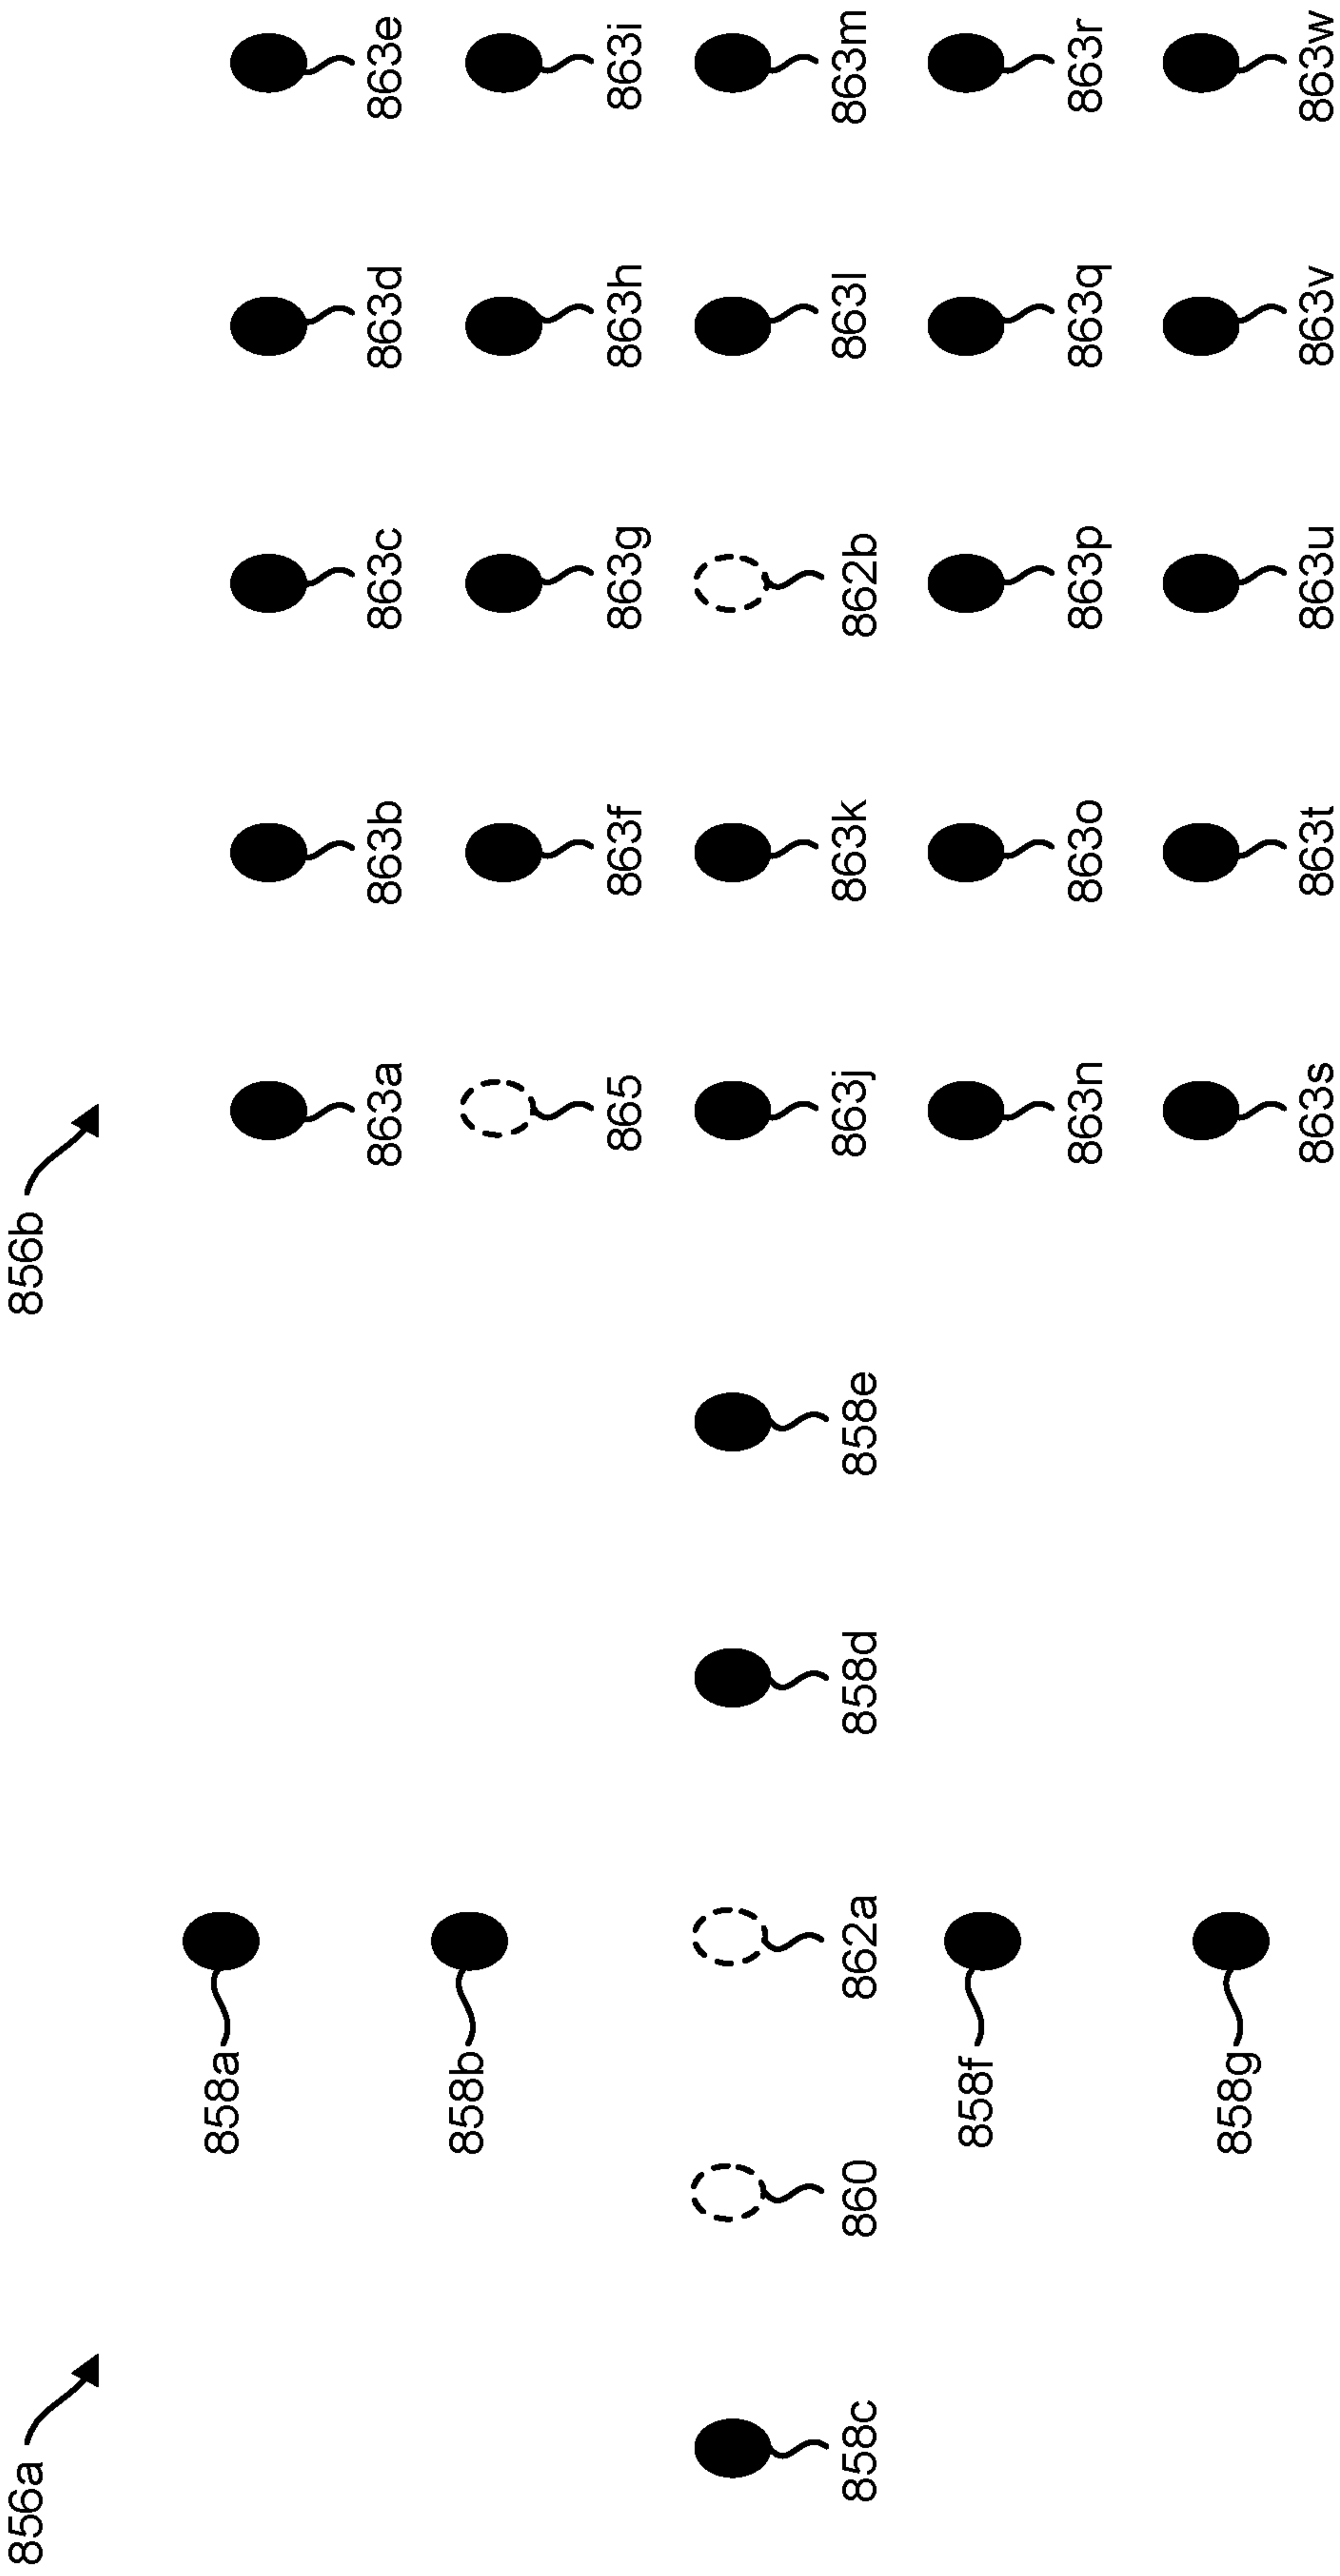 856a
856b
858a
863a 863b 863c 863d 863e
858b
865 863f 863g 863h 863i
858c 860 862a 858d 858e 863j 863k 862b 863l 863m
858f
863n 863o 863p 863q 863r
858g
863s 863t 863u 863v 863w